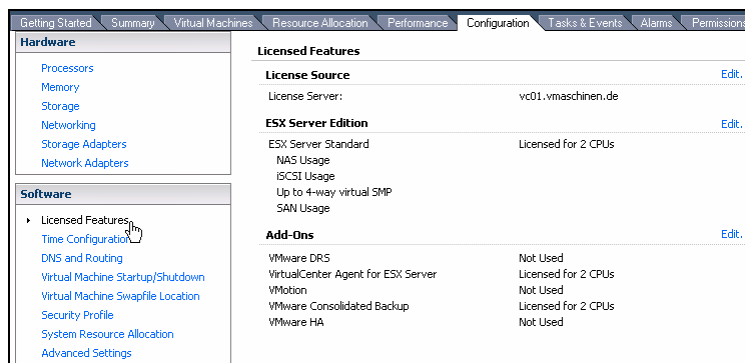 Getting Started Summary Virtual Machines Resource Allocation Performance Configuration Tasks & Events Alarms Permissions
Hardware
Processors
Memory
Storage
Networking
Storage Adapters
Network Adapters
Software
Licensed Features
Time Configuration
DNS and Routing
Virtual Machine Startup/Shutdown
Virtual Machine Swapfile Location
Security Profile
System Resource Allocation
Advanced Settings
Licensed Features
License Source Edit.
License Server: vc01.vmaschinen.de
ESX Server Edition Edit.
ESX Server Standard Licensed for 2 CPUs
NAS Usage
iSCSI Usage
Up to 4-way virtual SMP
SAN Usage
Add-Ons Edit.
VMware DRS Not Used
VirtualCenter Agent for ESX Server Licensed for 2 CPUs
VMotion Not Used
VMware Consolidated Backup Licensed for 2 CPUs
VMware HA Not Used